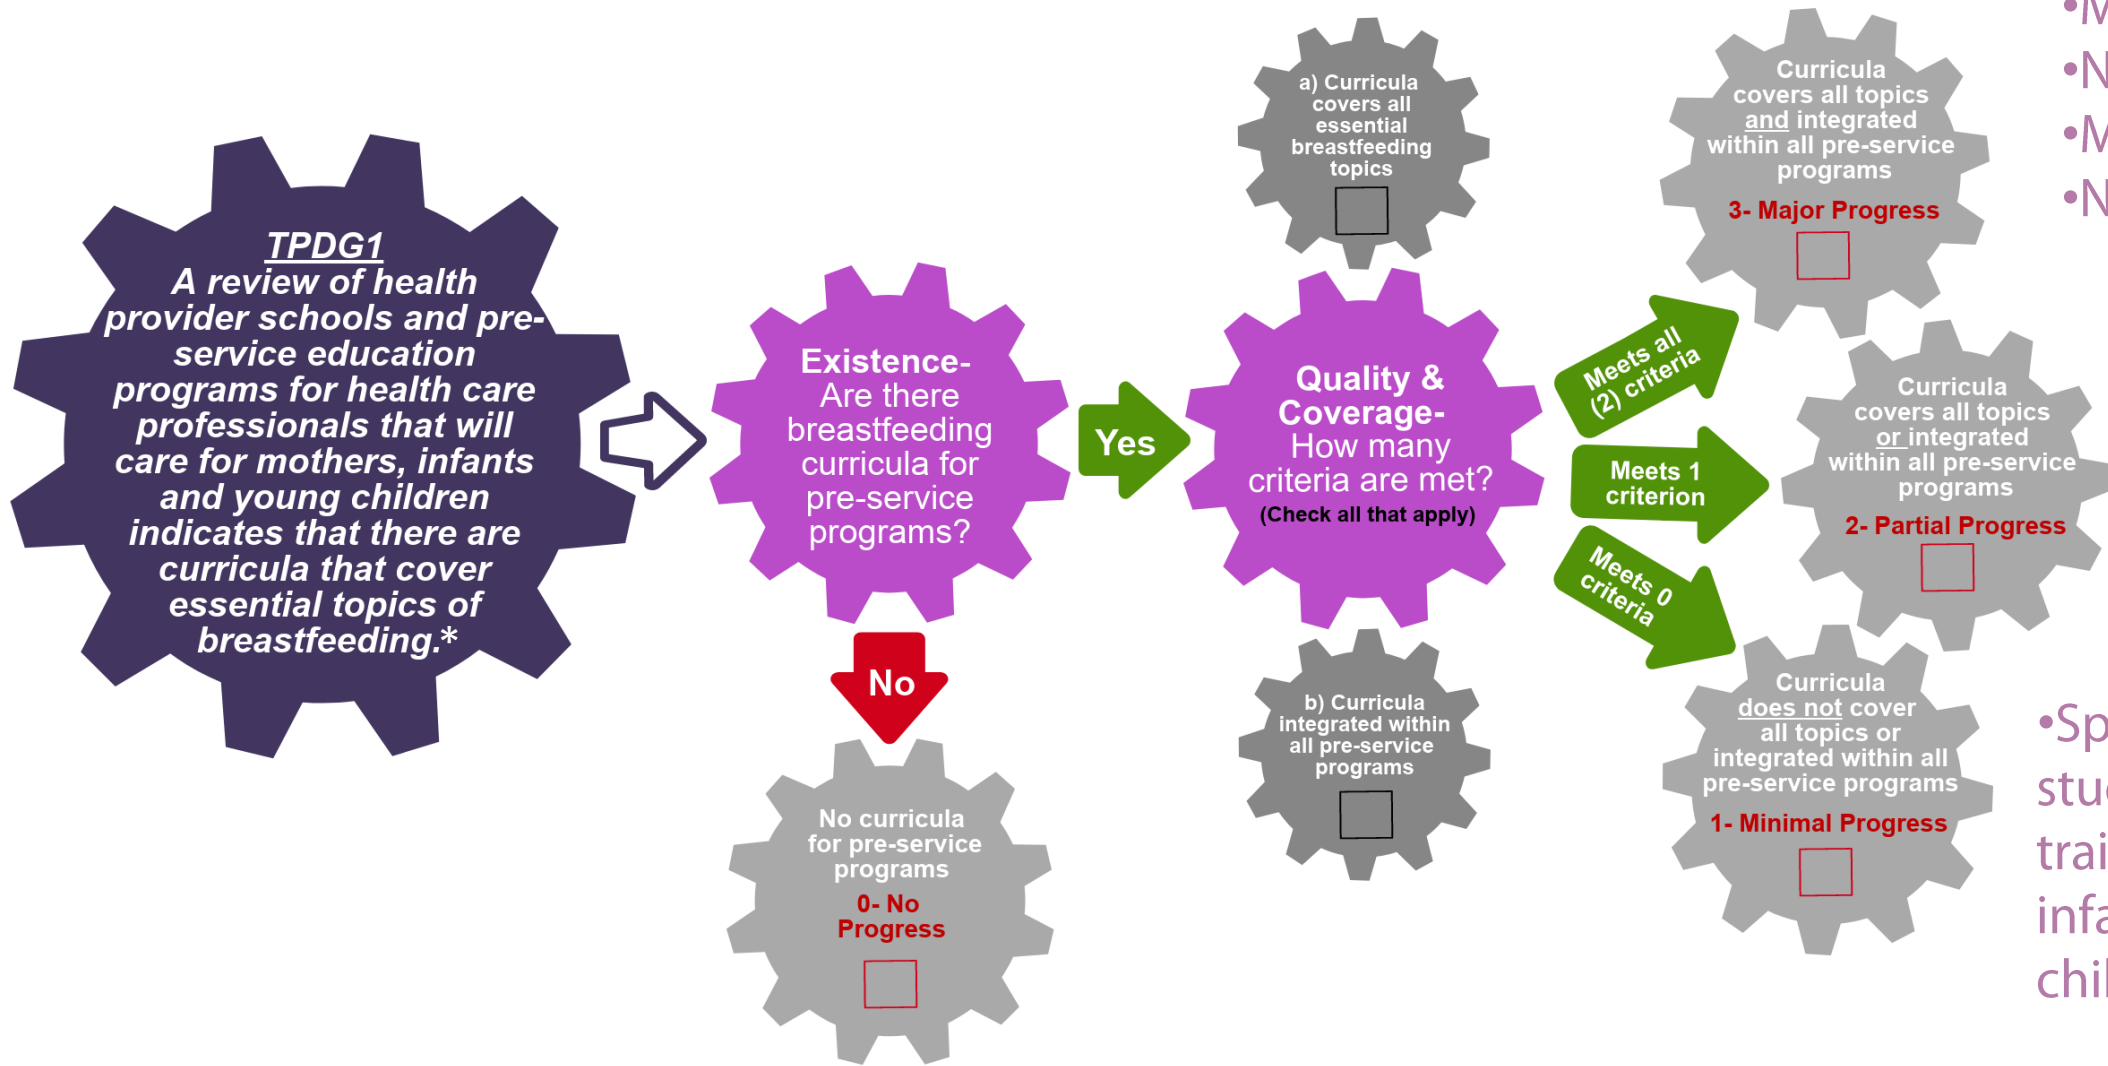 TPDG1
A review of health
provider schools and pre-
service education
programs for health care
professionals that will
care for mothers, infants
and young children
indicates that there are
curricula that cover
essential topics of
breastfeeding.*
Existence-
Are there
breastfeeding
curricula for
pre-service
programs?
No
No curricula
for pre-service
programs
0- No
Progress
Yes
a) Curricula
covers all
essential
breastfeeding
topics
Quality &
Coverage-
How many
criteria are met?
(Check all that apply)
b) Curricula
integrated within
all pre-service
programs
Meets all
(2) criteria
Meets 1
criterion
Meets 0
criteria
Curricula
covers all topics
and integrated
within all pre-service
programs
3- Major Progress
Curricula
covers all topics
or integrated
within all pre-service
programs
2- Partial Progress
Curricula
does not cover
all topics or
integrated within all
pre-service programs
1- Minimal Progress